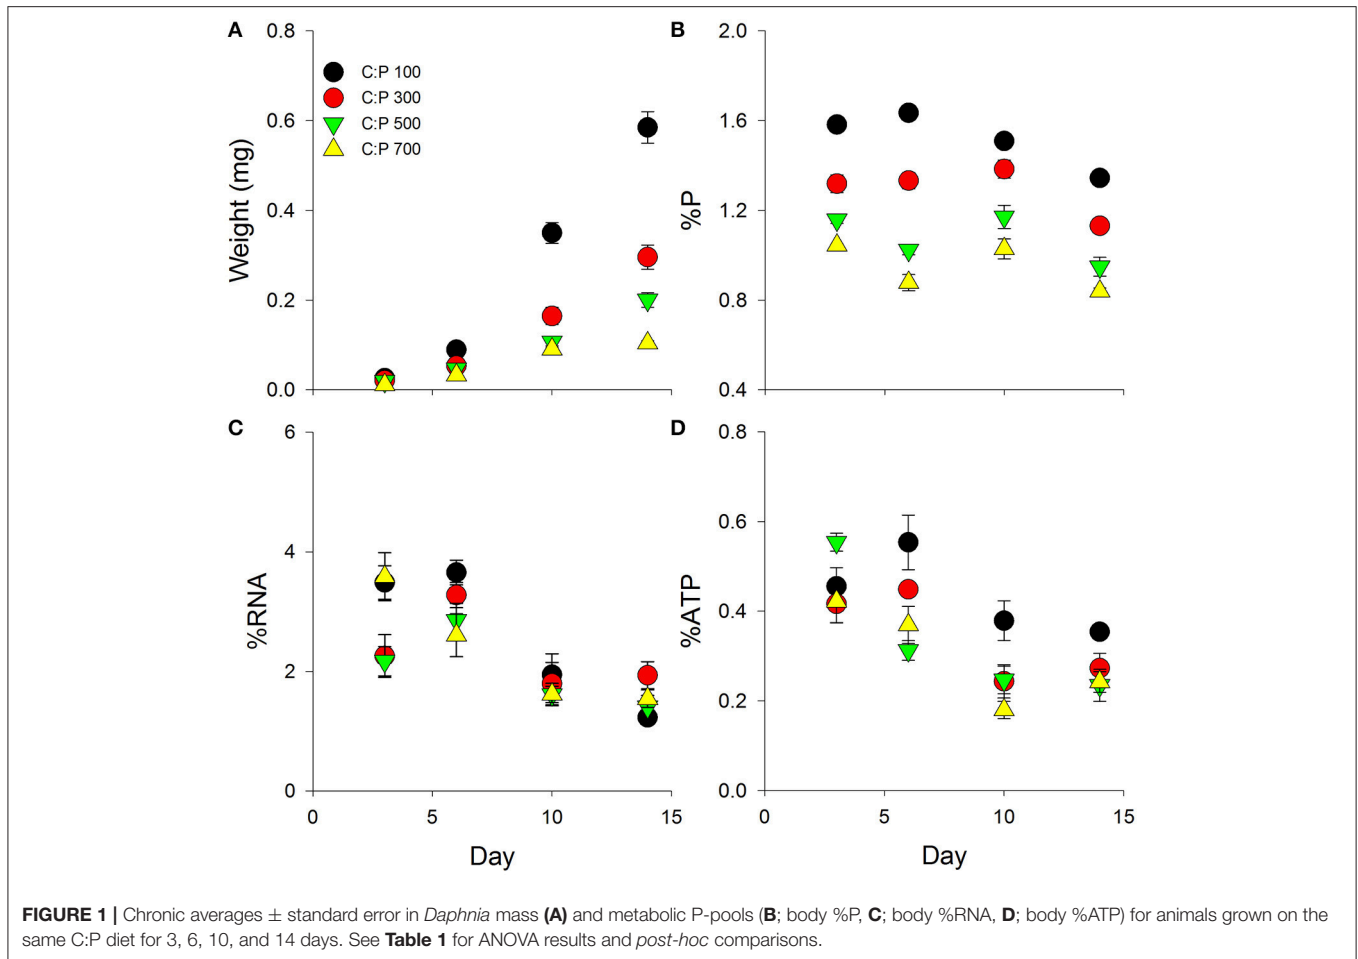 A
B
0.8
0.6
0.4
0.2
0.0
Weight (mg)
C:P 100
C:P 300
C:P 500
C:P 700
2.0
1.6
1.2
0.8
0.4
%P
C
D
6
4
2
0
%RNA
0 5 10 15
Day
0.8
0.6
0.4
0.2
0.0
%ATP
0 5 10 15
Day
FIGURE 1 | Chronic averages ± standard error in Daphnia mass (A) and metabolic P-pools (B; body %P, C; body %RNA, D; body %ATP) for animals grown on the
same C:P diet for 3, 6, 10, and 14 days. See Table 1 for ANOVA results and post-hoc comparisons.